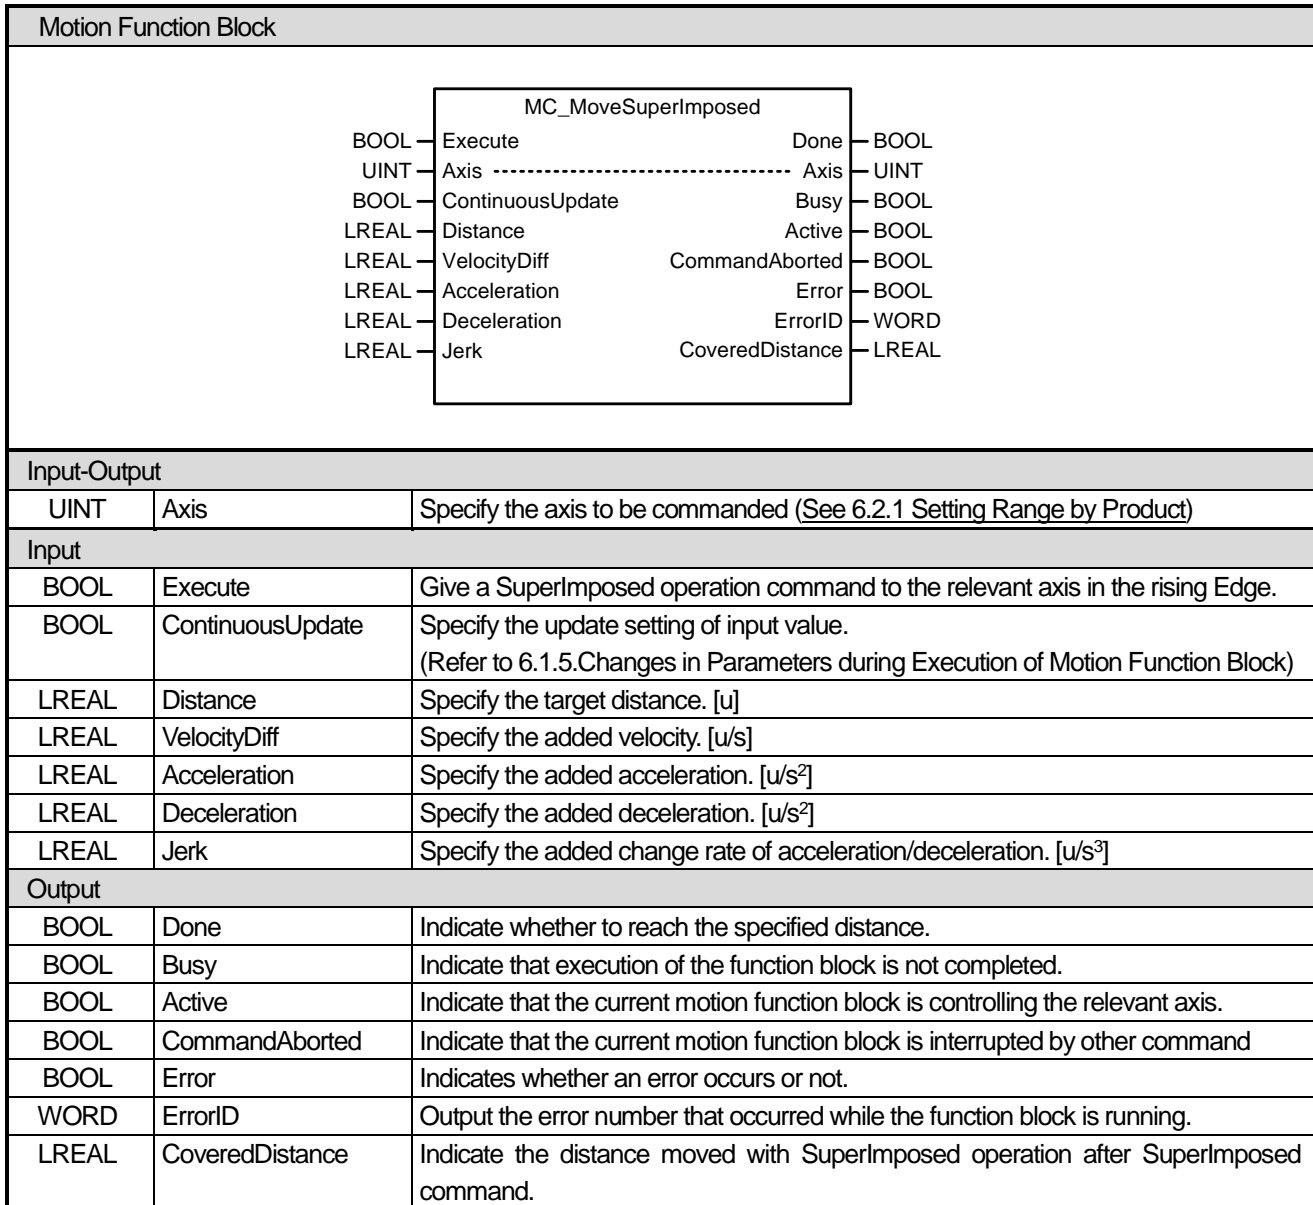 Motion Function Block
MC_MoveSuperImposed
BOOL Execute Done BOOL
UINT Axis Axis UINT
BOOL ContinuousUpdate Busy BOOL
LREAL Distance Active BOOL
LREAL VelocityDiff CommandAborted BOOL
LREAL Acceleration Error BOOL
LREAL Deceleration ErrorID WORD
LREAL Jerk CoveredDistance LREAL
Input-Output
UINT Axis Specify the axis to be commanded (See 6.2.1 Setting Range by Product)
Input
BOOL Execute Give a SuperImposed operation command to the relevant axis in the rising Edge.
BOOL ContinuousUpdate Specify the update setting of input value.
(Refer to 6.1.5.Changes in Parameters during Execution of Motion Function Block)
LREAL Distance Specify the target distance. [u]
LREAL VelocityDiff Specify the added velocity. [u/s]
LREAL Acceleration Specify the added acceleration. [u/s²]
LREAL Deceleration Specify the added deceleration. [u/s²]
LREAL Jerk Specify the added change rate of acceleration/deceleration. [u/s³]
Output
BOOL Done Indicate whether to reach the specified distance.
BOOL Busy Indicate that execution of the function block is not completed.
BOOL Active Indicate that the current motion function block is controlling the relevant axis.
BOOL CommandAborted Indicate that the current motion function block is interrupted by other command
BOOL Error Indicates whether an error occurs or not.
WORD ErrorID Output the error number that occurred while the function block is running.
LREAL CoveredDistance Indicate the distance moved with SuperImposed operation after SuperImposed
command.